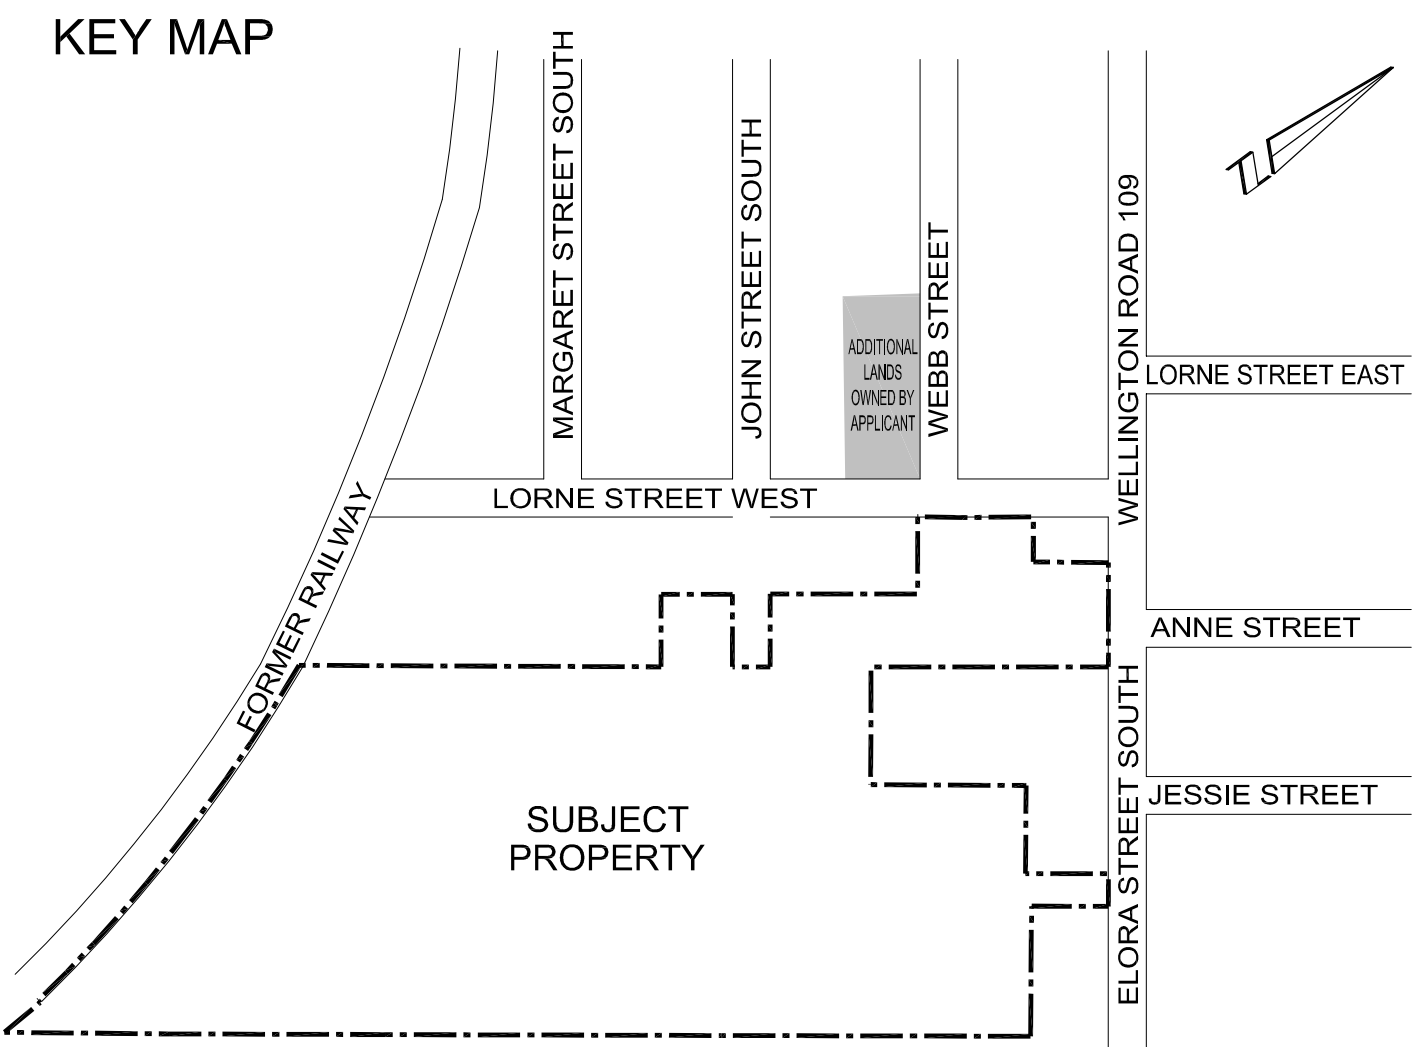 KEY MAP
MARGARET STREET SOUTH
JOHN STREET SOUTH
WEBB STREET
WELLINGTON ROAD 109
ADDITIONAL
LANDS
OWNED BY
APPLICANT
LORNE STREET EAST
LORNE STREET WEST
FORMER RAILWAY
ANNE STREET
ELORA STREET SOUTH
JESSIE STREET
SUBJECT
PROPERTY